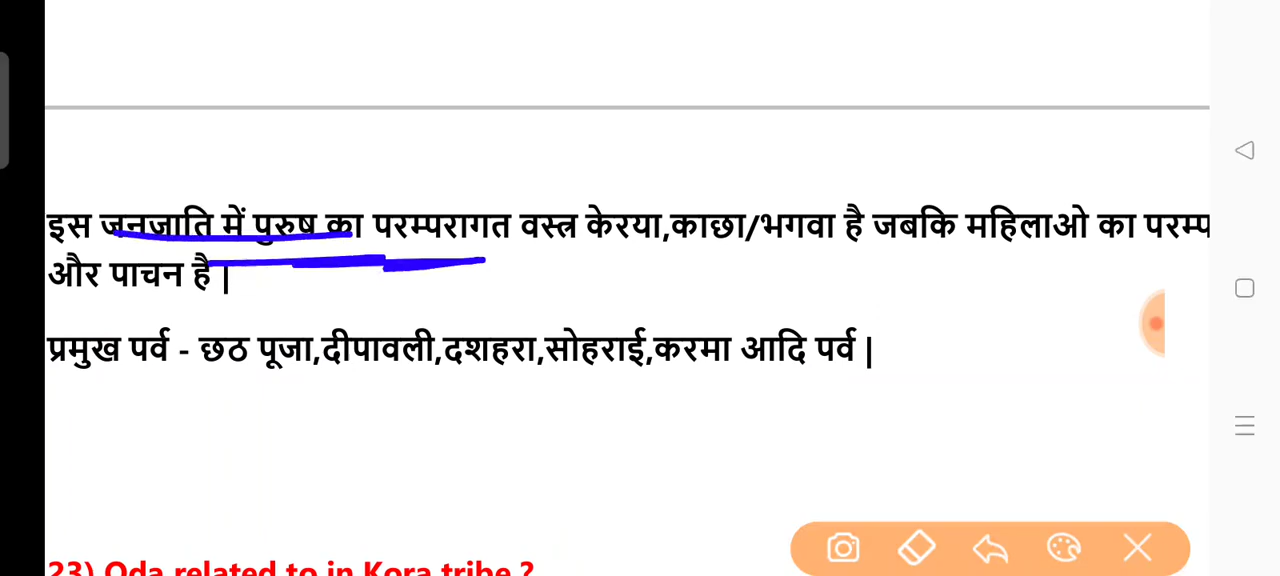 इस जनजाति में पुरुष का परम्परागत वस्त्र केरया,काछा/भगवा है जबकि महिलाओ का परम्प
और पाचन है |
प्रमुख पर्व - छठ पूजा,दीपावली,दशहरा,सोहराई,करमा आदि पर्व |
23) Oda related to in Kora tribe ?